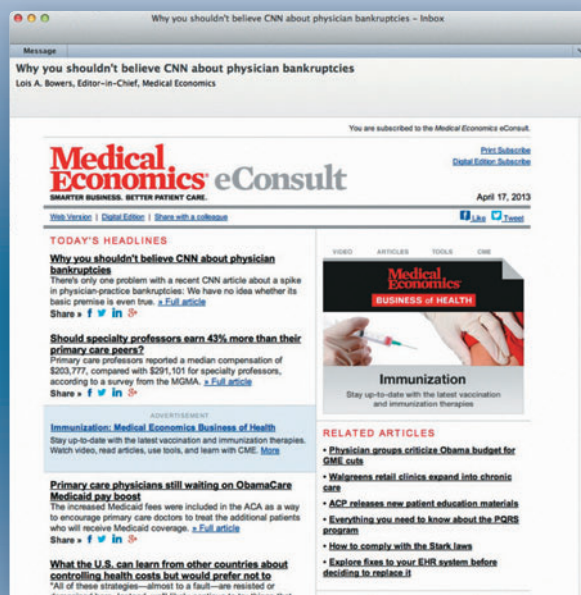 Why you shouldn't believe CNN about physician bankruptcies – Inbox
Message
Why you shouldn't believe CNN about physician bankruptcies
Lois A. Bowers, Editor-in-Chief, Medical Economics
You are subscribed to the Medical Economics eConsult.
Medical Economics eConsult
SMARTER BUSINESS. BETTER PATIENT CARE.
Print Subscribe
Digital Edition Subscribe
April 17, 2013
Web Version | Digital Edition | Share with a colleague
Like Tweet
TODAY'S HEADLINES
Why you shouldn't believe CNN about physician
bankruptcies
There's only one problem with a recent CNN article about a spike
in physician-practice bankruptcies: We have no idea whether its
basic premise is even true. » Full article
Share »
Should specialty professors earn 43% more than their
primary care peers?
Primary care professors reported a median compensation of
$203,777, compared with $291,101 for specialty professors,
according to a survey from the MGMA. » Full article
Share »
ADVERTISEMENT
Immunization: Medical Economics Business of Health
Stay up-to-date with the latest vaccination and immunization therapies.
Watch video, read articles, use tools, and learn with CME. More
Primary care physicians still waiting on ObamaCare
Medicaid pay boost
The increased Medicaid fees were included in the ACA as a way
to encourage primary care doctors to treat the additional patients
who will receive Medicaid coverage. » Full article
Share »
What the U.S. can learn from other countries about
controlling health costs but would prefer not to
"All of these strategies—almost to a fault—are resisted or
VIDEO ARTICLES TOOLS CME
Medical
Economics
BUSINESS of HEALTH
Immunization
Stay up-to-date with the latest vaccination
and immunization therapies
RELATED ARTICLES
• Physician groups criticize Obama budget for
GME cuts
• Walgreens retail clinics expand into chronic
care
• ACP releases new patient education materials
• Everything you need to know about the PQRS
program
• How to comply with the Stark laws
• Explore fixes to your EHR system before
deciding to replace it